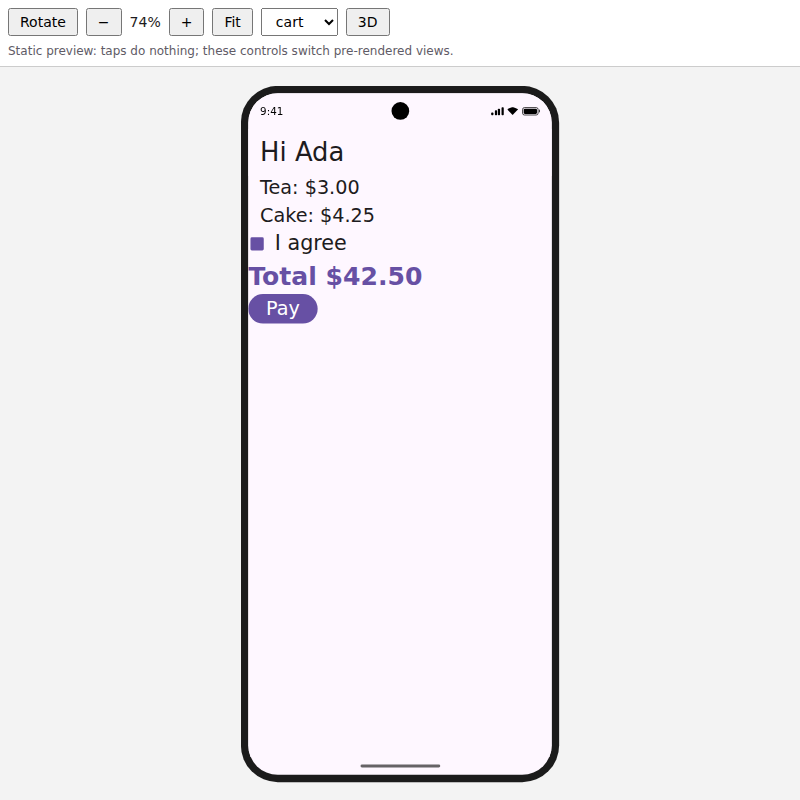 Rotate − 74% + Fit cart 3D
Static preview: taps do nothing; these controls switch pre-rendered views.
9:41
Hi Ada
Tea: $3.00
Cake: $4.25
I agree
Total $42.50
Pay